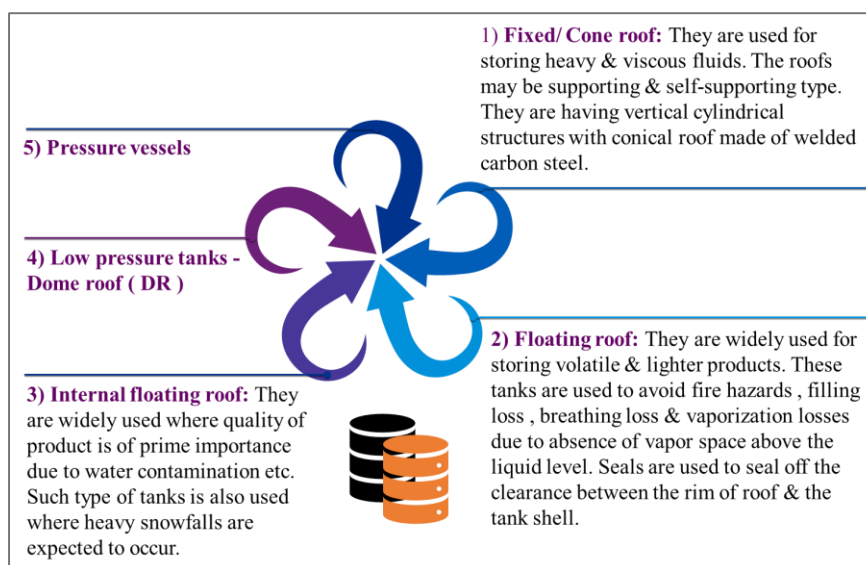 1) Fixed/ Cone roof: They are used for
storing heavy & viscous fluids. The roofs
may be supporting & self-supporting type.
They are having vertical cylindrical
structures with conical roof made of welded
carbon steel.
2) Floating roof: They are widely used for
storing volatile & lighter products. These
tanks are used to avoid fire hazards , filling
loss , breathing loss & vaporization losses
due to absence of vapor space above the
liquid level. Seals are used to seal off the
clearance between the rim of roof & the
tank shell.
3) Internal floating roof: They
are widely used where quality of
product is of prime importance
due to water contamination etc.
Such type of tanks is also used
where heavy snowfalls are
expected to occur.
4) Low pressure tanks -
Dome roof ( DR )
5) Pressure vessels